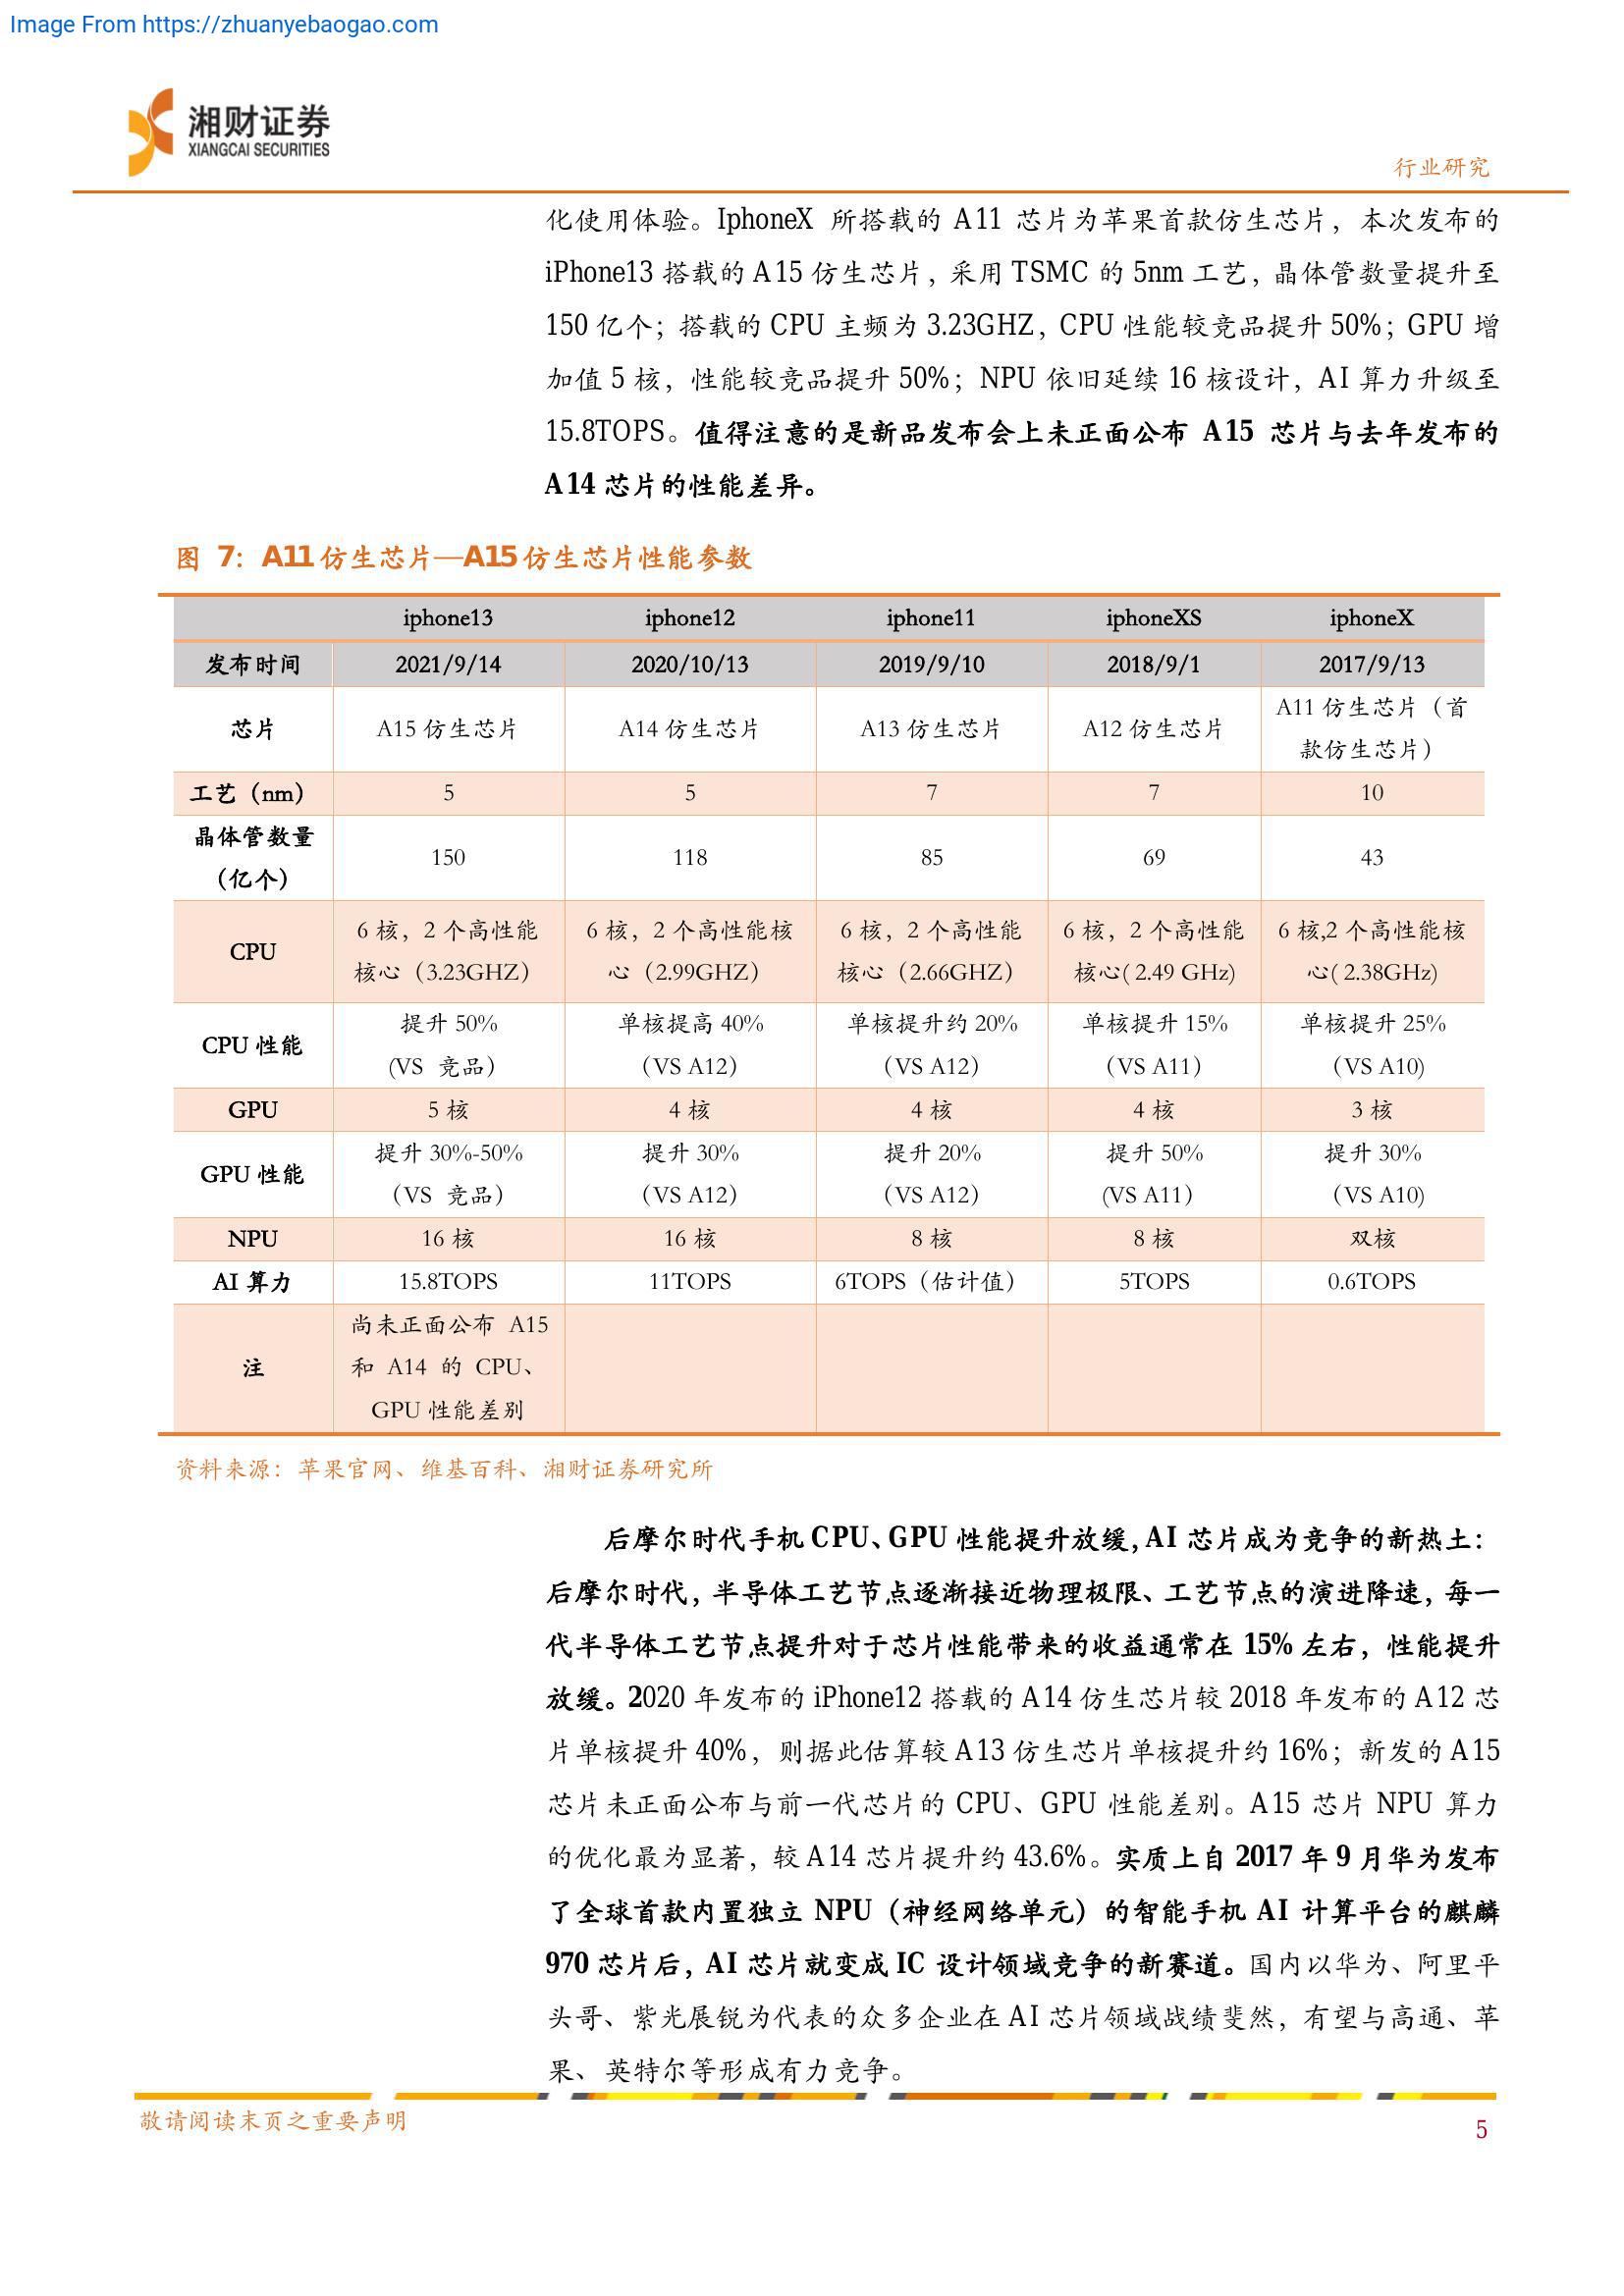 Image From https://zhuanyebaogao.com
湘财证券
XIANGCAI SECURITIES
行业研究
化使用体验。IphoneX 所搭载的 A11 芯片为苹果首款仿生芯片，本次发布的
iPhone13 搭载的 A15 仿生芯片，采用 TSMC 的 5nm 工艺，晶体管数量提升至
150 亿个；搭载的 CPU 主频为 3.23GHZ，CPU 性能较竞品提升 50%；GPU 增
加值 5 核，性能较竞品提升 50%；NPU 依旧延续 16 核设计，AI 算力升级至
15.8TOPS。值得注意的是新品发布会上未正面公布 A15 芯片与去年发布的
A14 芯片的性能差异。
图 7：A11 仿生芯片—A15 仿生芯片性能参数
iphone13 iphone12 iphone11 iphoneXS iphoneX
发布时间 2021/9/14 2020/10/13 2019/9/10 2018/9/1 2017/9/13
芯片 A15 仿生芯片 A14 仿生芯片 A13 仿生芯片 A12 仿生芯片 A11 仿生芯片（首
款仿生芯片）
工艺（nm） 5 5 7 7 10
晶体管数量
（亿个） 150 118 85 69 43
CPU 6 核，2 个高性能 6 核，2 个高性能核 6 核，2 个高性能 6 核，2 个高性能 6 核,2 个高性能核
核心（3.23GHZ） 心（2.99GHZ） 核心（2.66GHZ） 核心( 2.49 GHz) 心( 2.38GHz)
CPU 性能 提升 50% 单核提高 40% 单核提升约 20% 单核提升 15% 单核提升 25%
(VS 竞品） （VS A12） （VS A12） （VS A11） （VS A10)
GPU 5 核 4 核 4 核 4 核 3 核
GPU 性能 提升 30%-50% 提升 30% 提升 20% 提升 50% 提升 30%
（VS 竞品） （VS A12） （VS A12） (VS A11） （VS A10)
NPU 16 核 16 核 8 核 8 核 双核
AI 算力 15.8TOPS 11TOPS 6TOPS（估计值） 5TOPS 0.6TOPS
注 尚未正面公布 A15
和 A14 的 CPU、
GPU 性能差别
资料来源：苹果官网、维基百科、湘财证券研究所
后摩尔时代手机 CPU、GPU 性能提升放缓，AI 芯片成为竞争的新热土：
后摩尔时代，半导体工艺节点逐渐接近物理极限、工艺节点的演进降速，每一
代半导体工艺节点提升对于芯片性能带来的收益通常在 15% 左右，性能提升
放缓。2020 年发布的 iPhone12 搭载的 A14 仿生芯片较 2018 年发布的 A12 芯
片单核提升 40%，则据此估算较 A13 仿生芯片单核提升约 16%；新发的 A15
芯片未正面公布与前一代芯片的 CPU、GPU 性能差别。A15 芯片 NPU 算力
的优化最为显著，较 A14 芯片提升约 43.6%。实质上自 2017 年 9 月华为发布
了全球首款内置独立 NPU（神经网络单元）的智能手机 AI 计算平台的麒麟
970 芯片后，AI 芯片就变成 IC 设计领域竞争的新赛道。国内以华为、阿里平
头哥、紫光展锐为代表的众多企业在 AI 芯片领域战绩斐然，有望与高通、苹
果、英特尔等形成有力竞争。
敬请阅读末页之重要声明
5